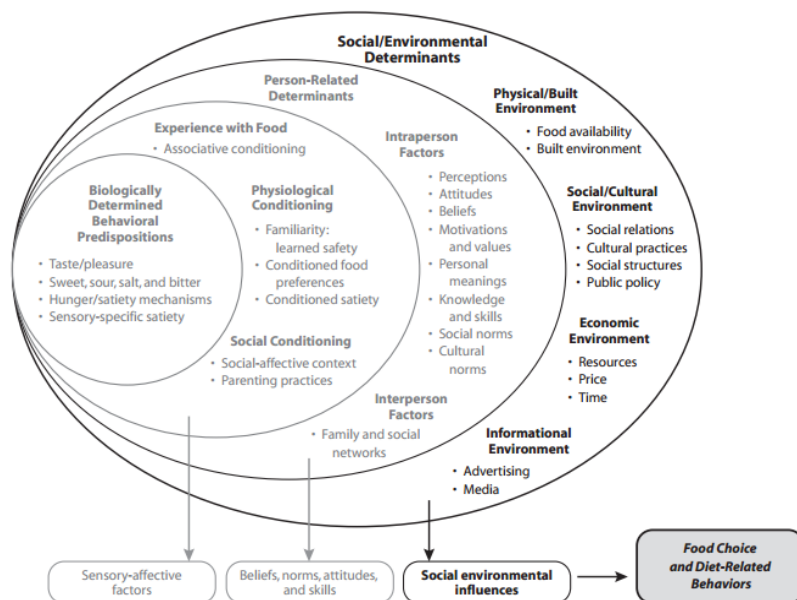 Social/Environmental
Determinants
Person-Related
Determinants
Physical/Built
Environment
• Food availability
• Built environment
Experience with Food
• Associative conditioning
Intraperson
Factors
• Perceptions
• Attitudes
• Beliefs
• Motivations
and values
• Personal
meanings
• Knowledge
and skills
• Social norms
• Cultural
norms
Biologically
Determined
Behavioral
Predispositions
• Taste/pleasure
• Sweet, sour, salt, and bitter
• Hunger/satiety mechanisms
• Sensory-specific satiety
Physiological
Conditioning
• Familiarity:
learned safety
• Conditioned food
preferences
• Conditioned satiety
Social/Cultural
Environment
• Social relations
• Cultural practices
• Social structures
• Public policy
Social Conditioning
• Social-affective context
• Parenting practices
Economic
Environment
• Resources
• Price
• Time
Interperson
Factors
• Family and social
networks
Informational
Environment
• Advertising
• Media
Sensory-affective
factors
Beliefs, norms, attitudes,
and skills
Social environmental
influences
Food Choice
and Diet-Related
Behaviors